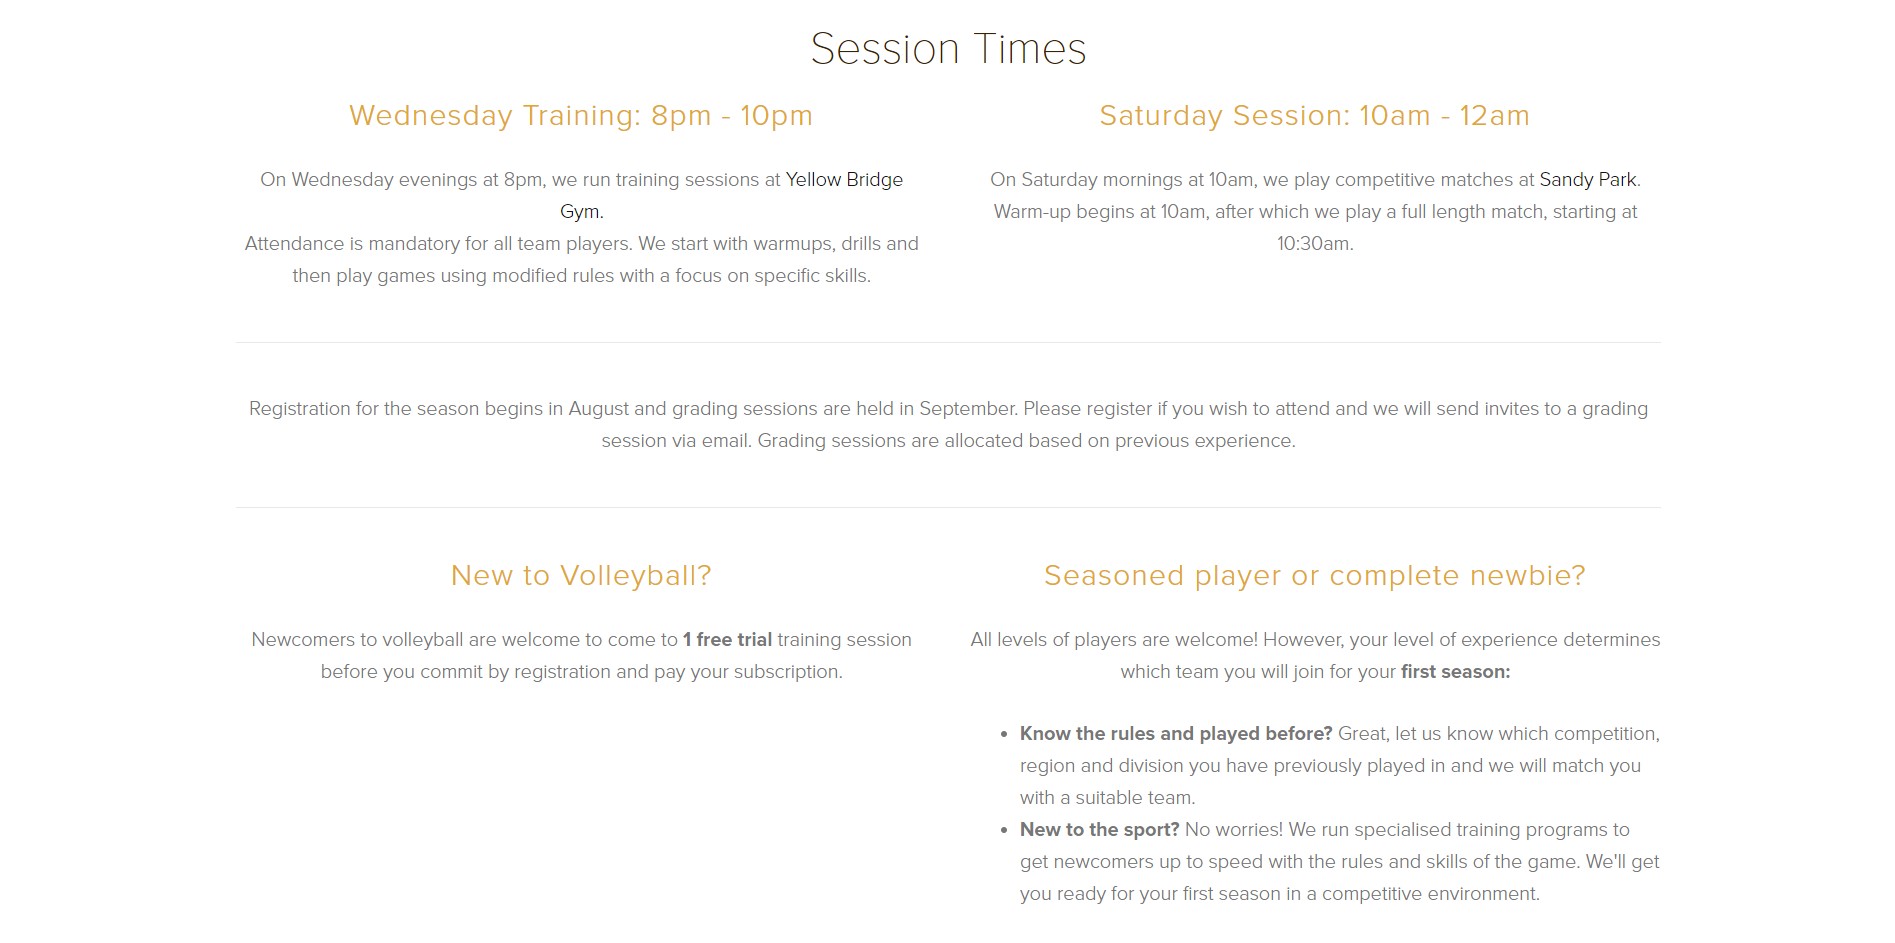 Session Times
Wednesday Training: 8pm - 10pm
On Wednesday evenings at 8pm, we run training sessions at Yellow Bridge
Gym.
Attendance is mandatory for all team players. We start with warmups, drills and
then play games using modified rules with a focus on specific skills.
Saturday Session: 10am - 12am
On Saturday mornings at 10am, we play competitive matches at Sandy Park.
Warm-up begins at 10am, after which we play a full length match, starting at
10:30am.
Registration for the season begins in August and grading sessions are held in September. Please register if you wish to attend and we will send invites to a grading
session via email. Grading sessions are allocated based on previous experience.
New to Volleyball?
Newcomers to volleyball are welcome to come to 1 free trial training session
before you commit by registration and pay your subscription.
Seasoned player or complete newbie?
All levels of players are welcome! However, your level of experience determines
which team you will join for your first season:
• Know the rules and played before? Great, let us know which competition,
region and division you have previously played in and we will match you
with a suitable team.
• New to the sport? No worries! We run specialised training programs to
get newcomers up to speed with the rules and skills of the game. We'll get
you ready for your first season in a competitive environment.